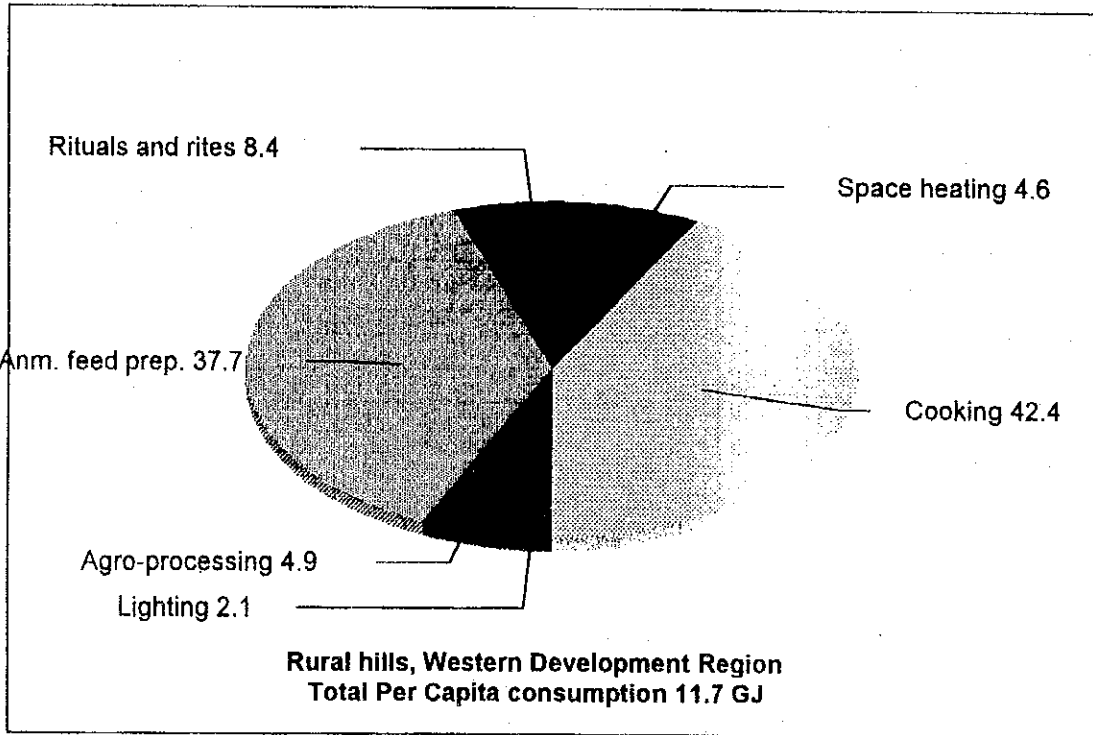 Rituals and rites 8.4
Space heating 4.6
Anm. feed prep. 37.7
Cooking 42.4
Agro-processing 4.9
Lighting 2.1
Rural hills, Western Development Region
Total Per Capita consumption 11.7 GJ